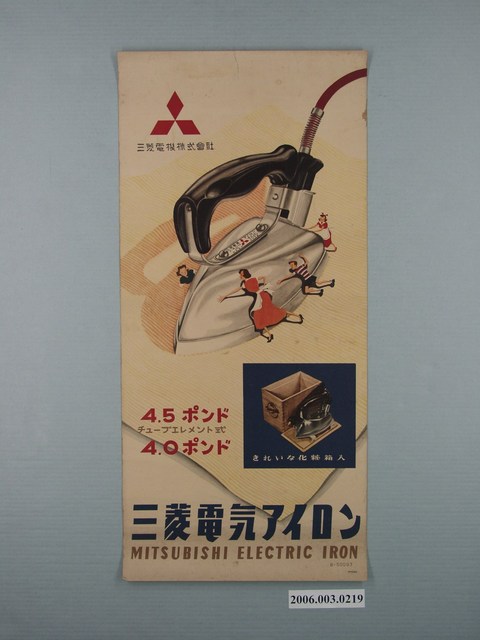 三菱電機株式會社
4.5 ポンド
チューブエレメント式
4.0 ポンド
きれいな化粧箱入
三菱電気アイロン
MITSUBISHI ELECTRIC IRON
2006.003.0219